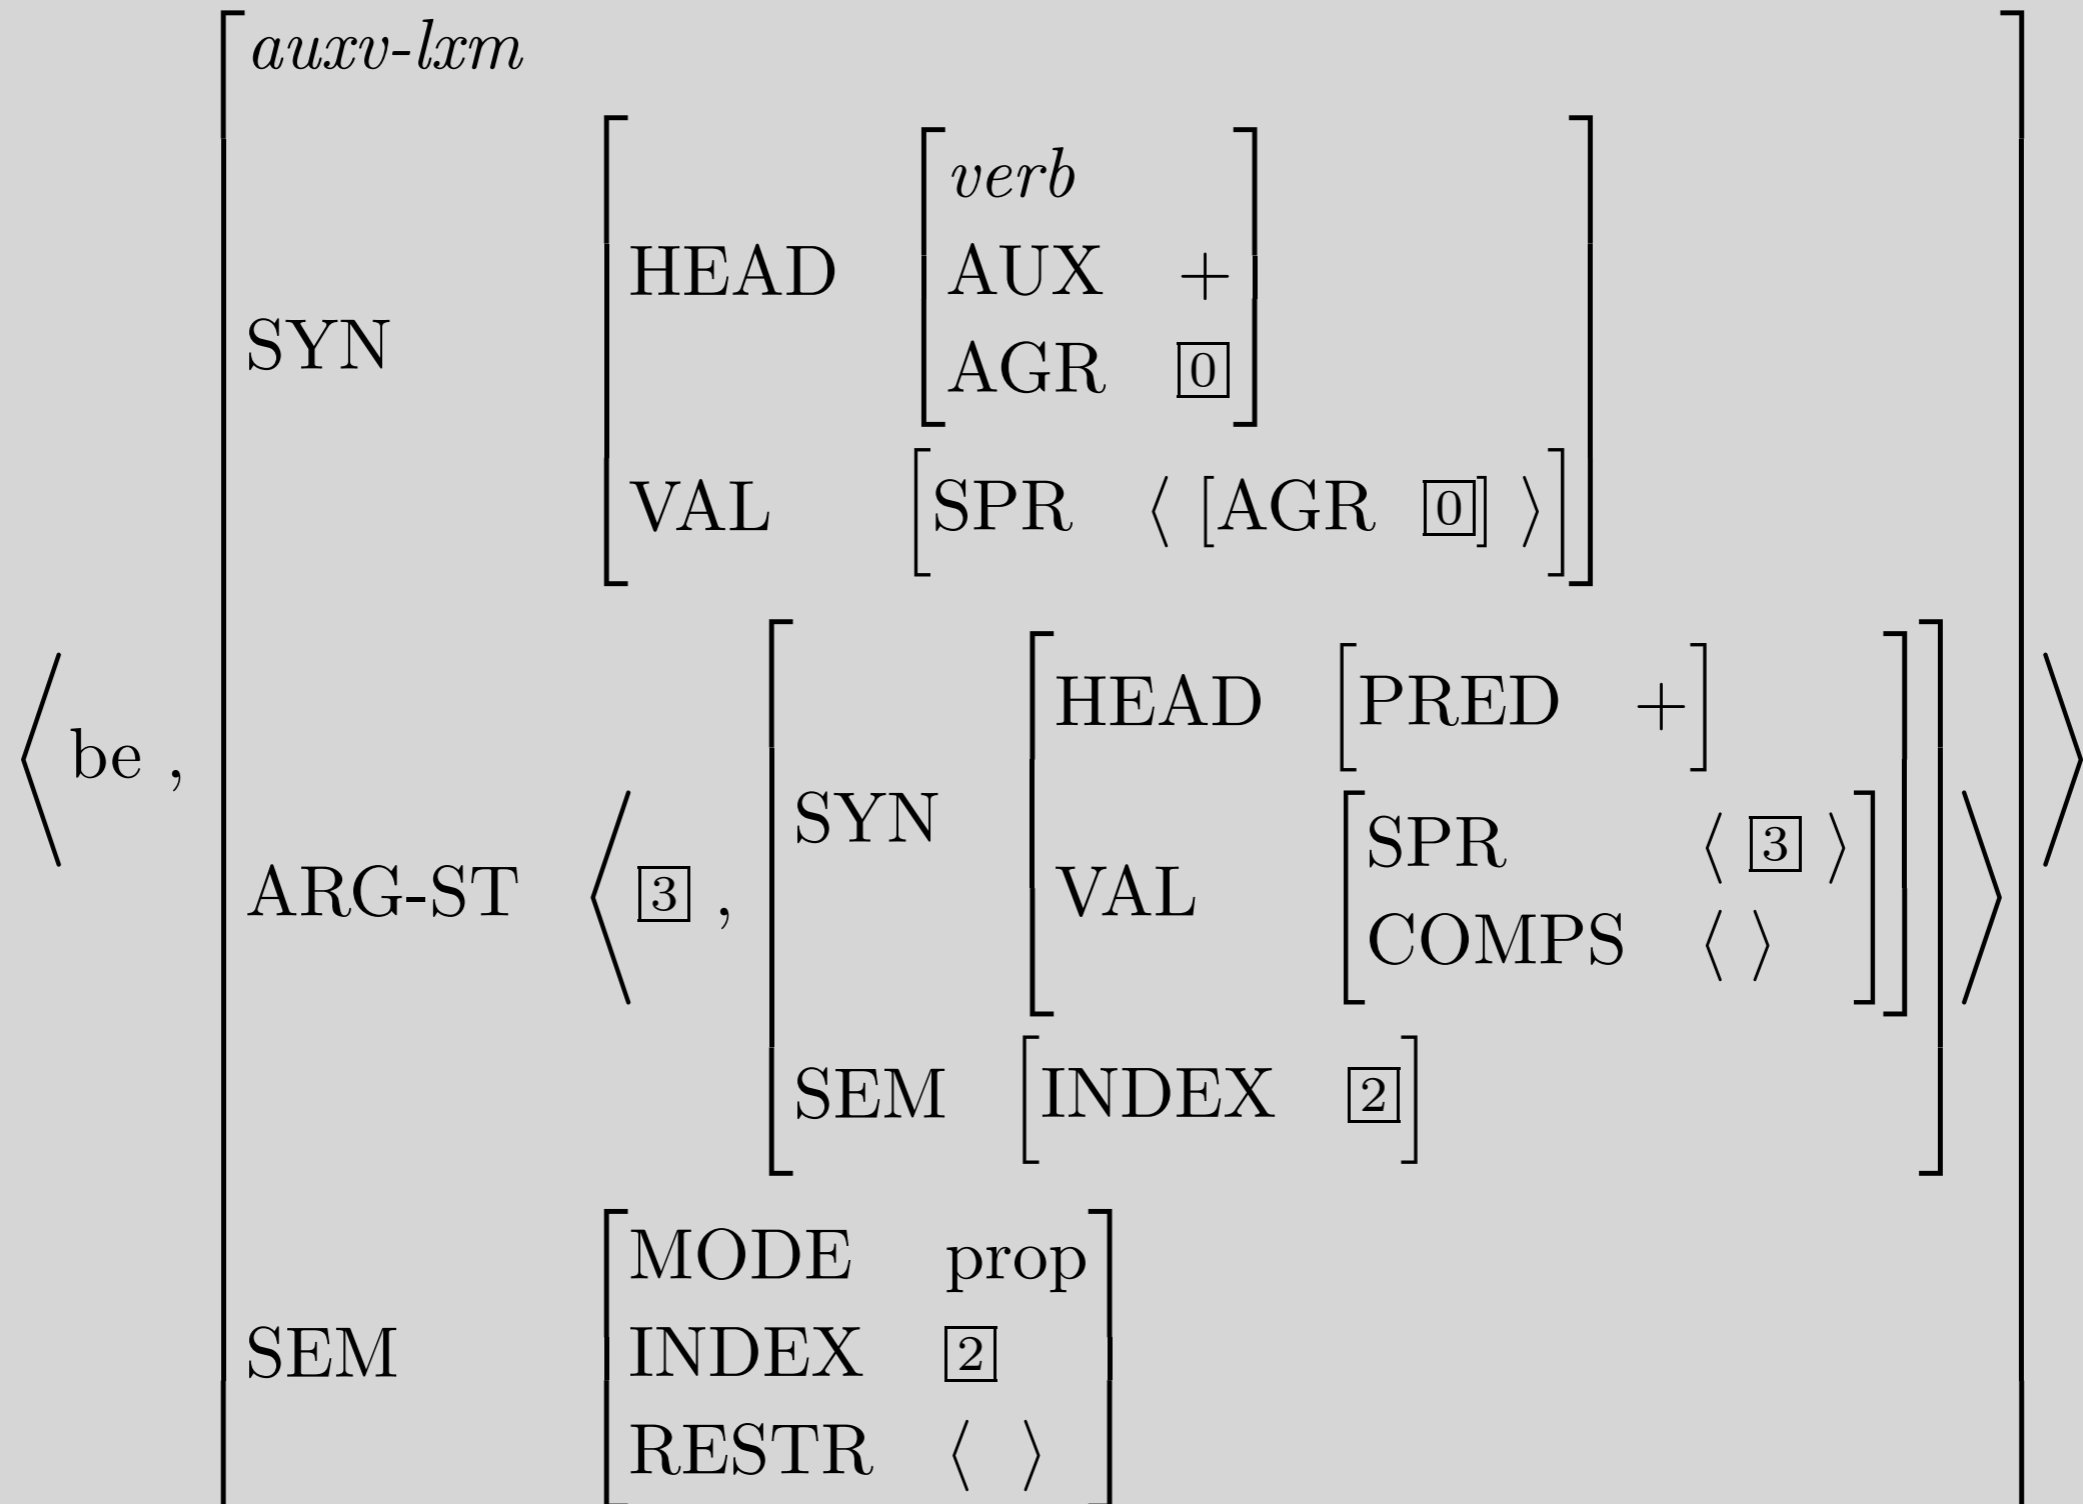 auxv-lxm
verb
HEAD AUX +
SYN AGR 0
VAL [SPR ⟨ [AGR 0] ⟩]
HEAD [PRED +]
⟨be ,
SYN SPR ⟨ 3 ⟩
ARG-ST ⟨ 3 , VAL
COMPS ⟨ ⟩
SEM [INDEX 2]
MODE prop
SEM INDEX 2
RESTR ⟨ ⟩